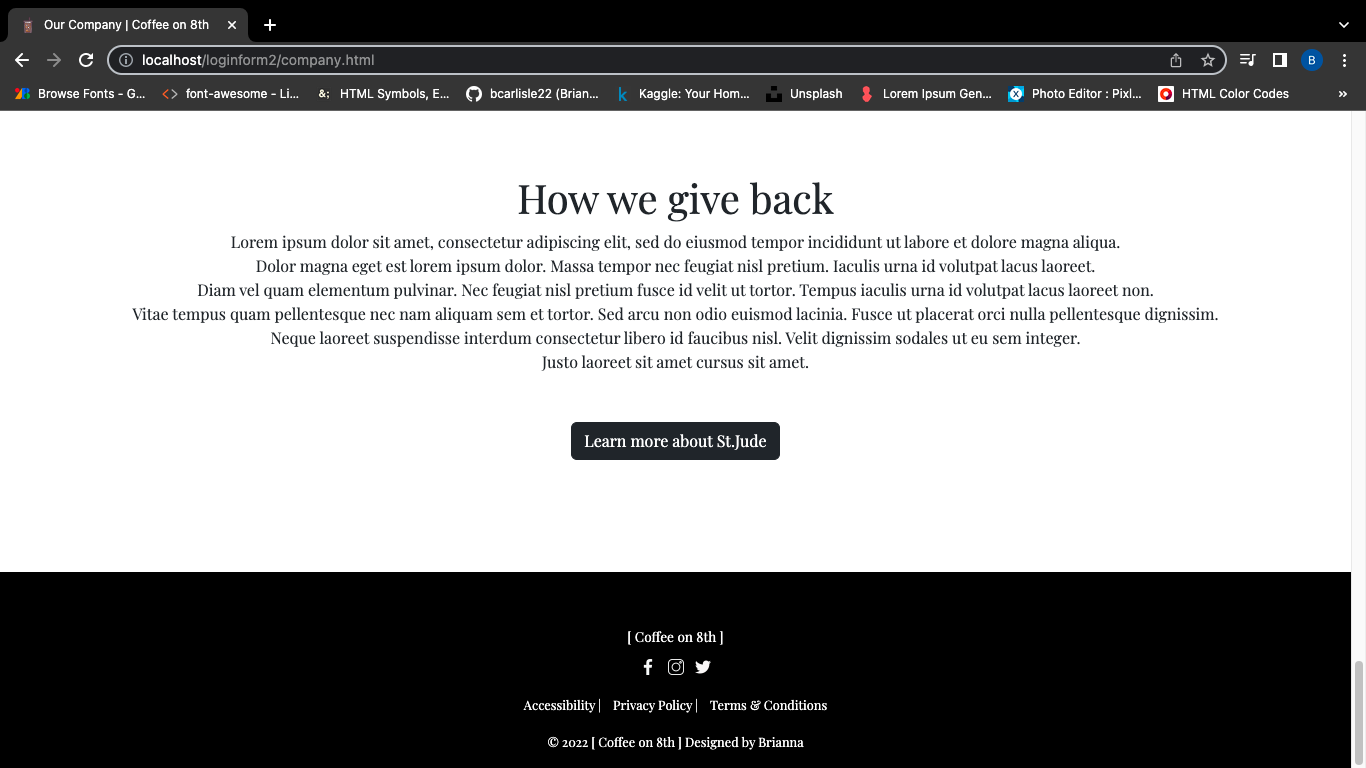 Our Company | Coffee on 8th
localhost/loginform2/company.html
B
Browse Fonts - G... font-awesome - Li... &; HTML Symbols, E... bcarlisle22 (Brian... k Kaggle: Your Hom... Unsplash Lorem Ipsum Gen... Photo Editor : Pixl... HTML Color Codes »
How we give back
Lorem ipsum dolor sit amet, consectetur adipiscing elit, sed do eiusmod tempor incididunt ut labore et dolore magna aliqua.
Dolor magna eget est lorem ipsum dolor. Massa tempor nec feugiat nisl pretium. Iaculis urna id volutpat lacus laoreet.
Diam vel quam elementum pulvinar. Nec feugiat nisl pretium fusce id velit ut tortor. Tempus iaculis urna id volutpat lacus laoreet non.
Vitae tempus quam pellentesque nec nam aliquam sem et tortor. Sed arcu non odio euismod lacinia. Fusce ut placerat orci nulla pellentesque dignissim.
Neque laoreet suspendisse interdum consectetur libero id faucibus nisl. Velit dignissim sodales ut eu sem integer.
Justo laoreet sit amet cursus sit amet.
Learn more about St.Jude
[ Coffee on 8th ]
Accessibility | Privacy Policy | Terms & Conditions
© 2022 [ Coffee on 8th ] Designed by Brianna